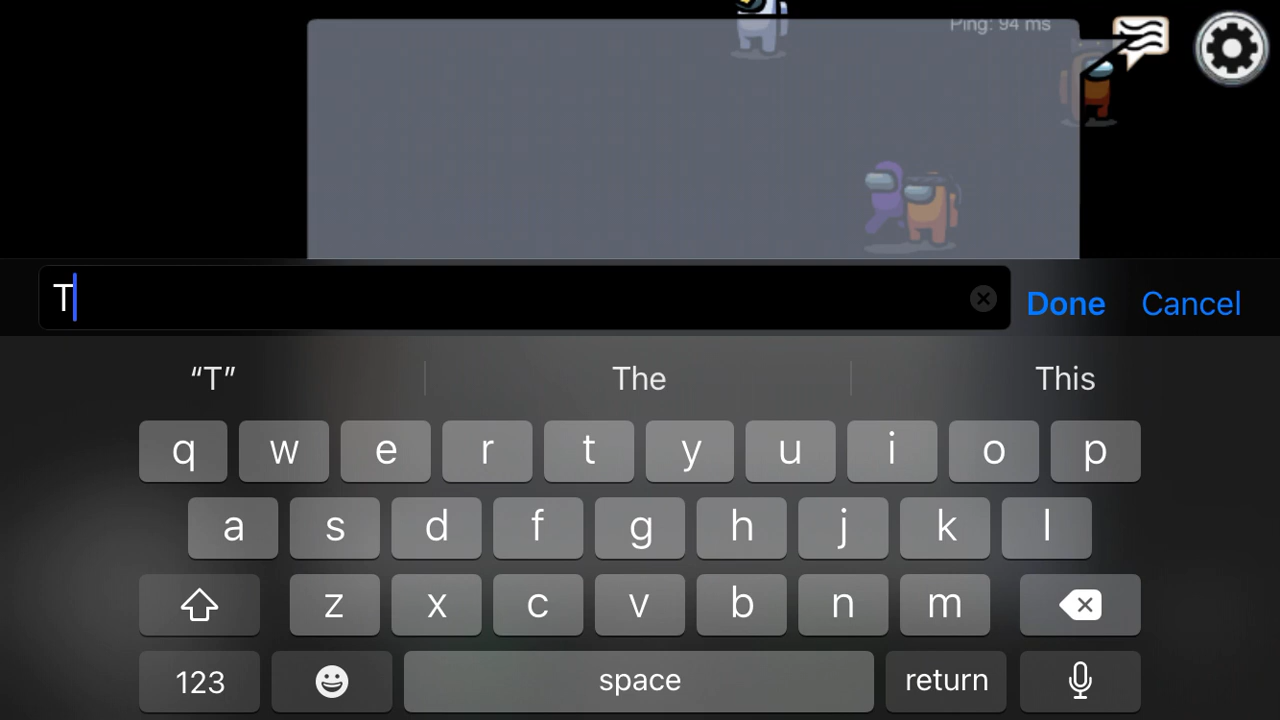 Ping: 94 ms
T
Done Cancel
“T” The This
q w e r t y u i o p
a s d f g h j k l
z x c v b n m
123 space return